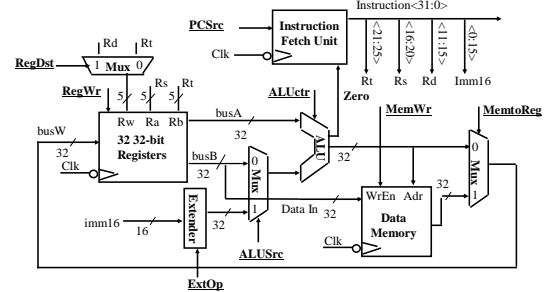 Instruction<31:0>
PCSrc
Instruction
Fetch Unit
Clk
<21:25>
<16:20>
<11:15>
<0:15>
Rt
Rs
Rd
Imm16
Rd
Rt
RegDst
1 Mux 0
RegWr
5
5
Rs
5
Rt
ALUctr
Zero
MemWr
MemtoReg
busW
32
Rw Ra Rb
32 32-bit
Registers
Clk
busA
32
busB
32
ALU
32
0
Mux
1
0
Mux
1
imm16
16
Extender
32
Data In
32
WrEn Adr
Data
Memory
32
Clk
ALUSrc
ExtOp